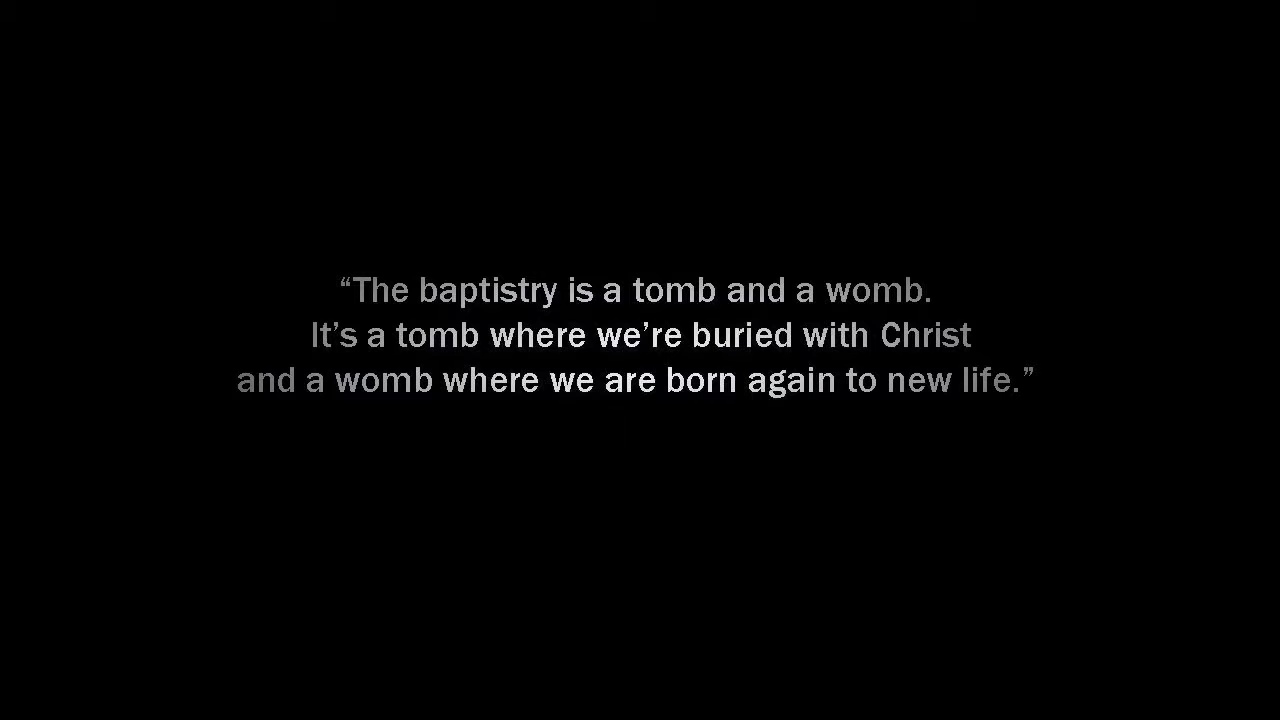 “The baptistry is a tomb and a womb.
It’s a tomb where we’re buried with Christ
and a womb where we are born again to new life.”